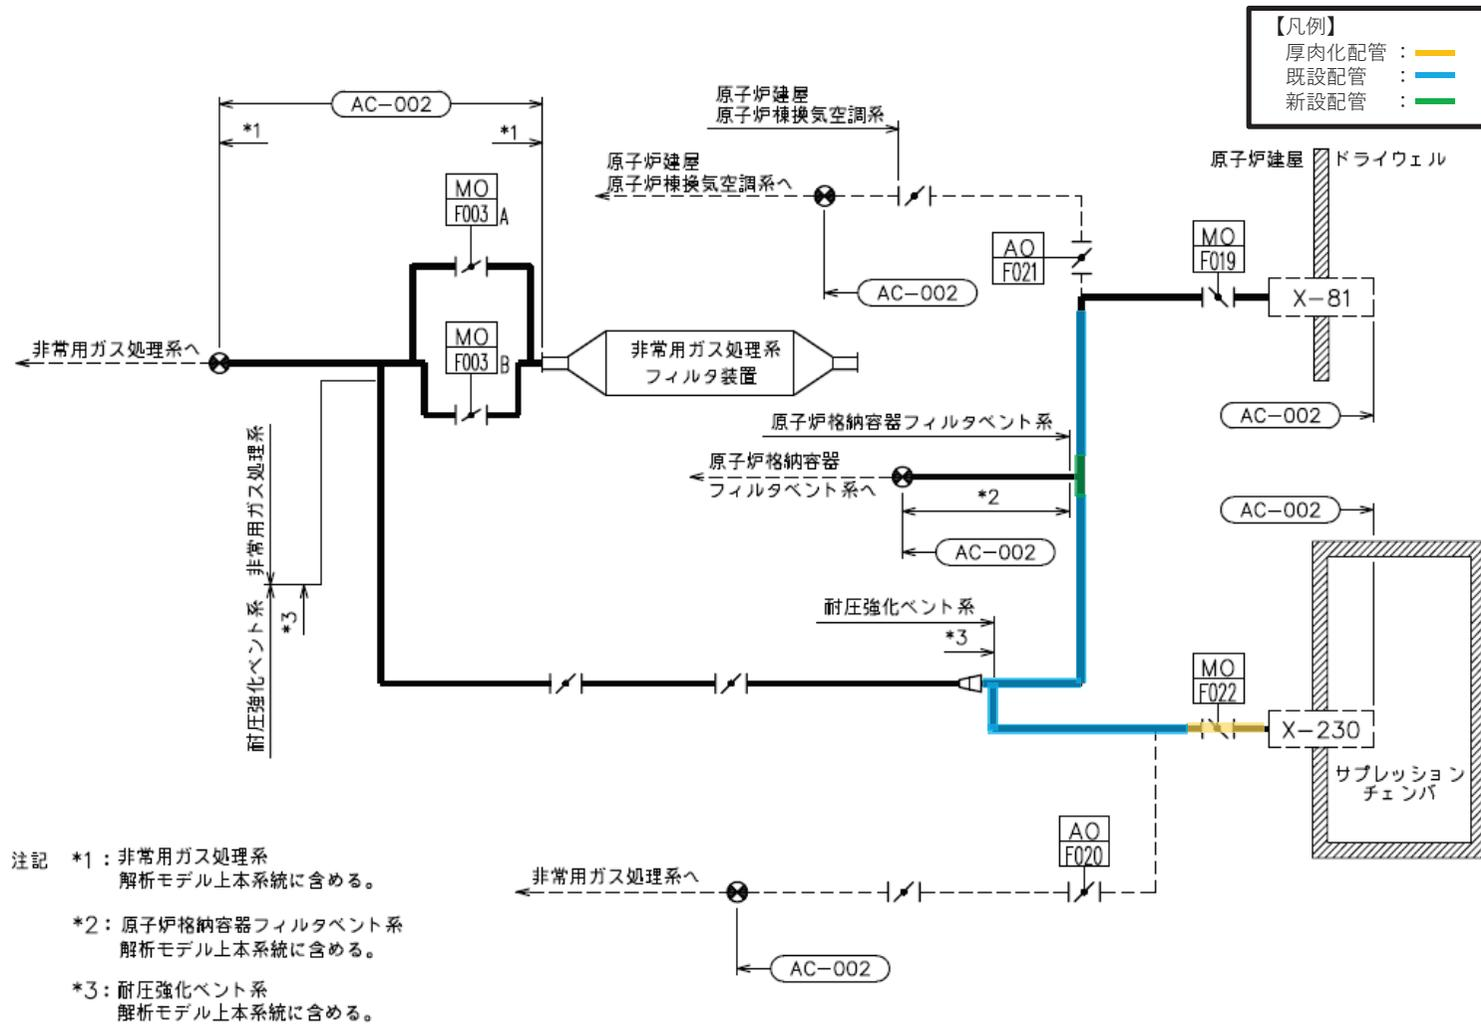 【凡例】
厚肉化配管 :
既設配管 :
新設配管 :
AC-002
*1
*1
原子炉建屋
原子炉棟換気空調系
原子炉建屋
原子炉棟換気空調系へ
原子炉建屋
ドライウェル
MO
F003 A
AO
F021
MO
F019
AC-002
X-81
非常用ガス処理系へ
MO
F003 B
非常用ガス処理系
フィルタ装置
AC-002
原子炉格納容器フィルタベント系
原子炉格納容器
フィルタベント系へ
*2
AC-002
AC-002
非常用ガス処理系
耐圧強化ベント系
*3
耐圧強化ベント系
*3
MO
F022
X-230
サプレッション
チェンバ
AO
F020
非常用ガス処理系へ
AC-002
注記 *1:非常用ガス処理系
解析モデル上本系統に含める。
*2:原子炉格納容器フィルタベント系
解析モデル上本系統に含める。
*3:耐圧強化ベント系
解析モデル上本系統に含める。